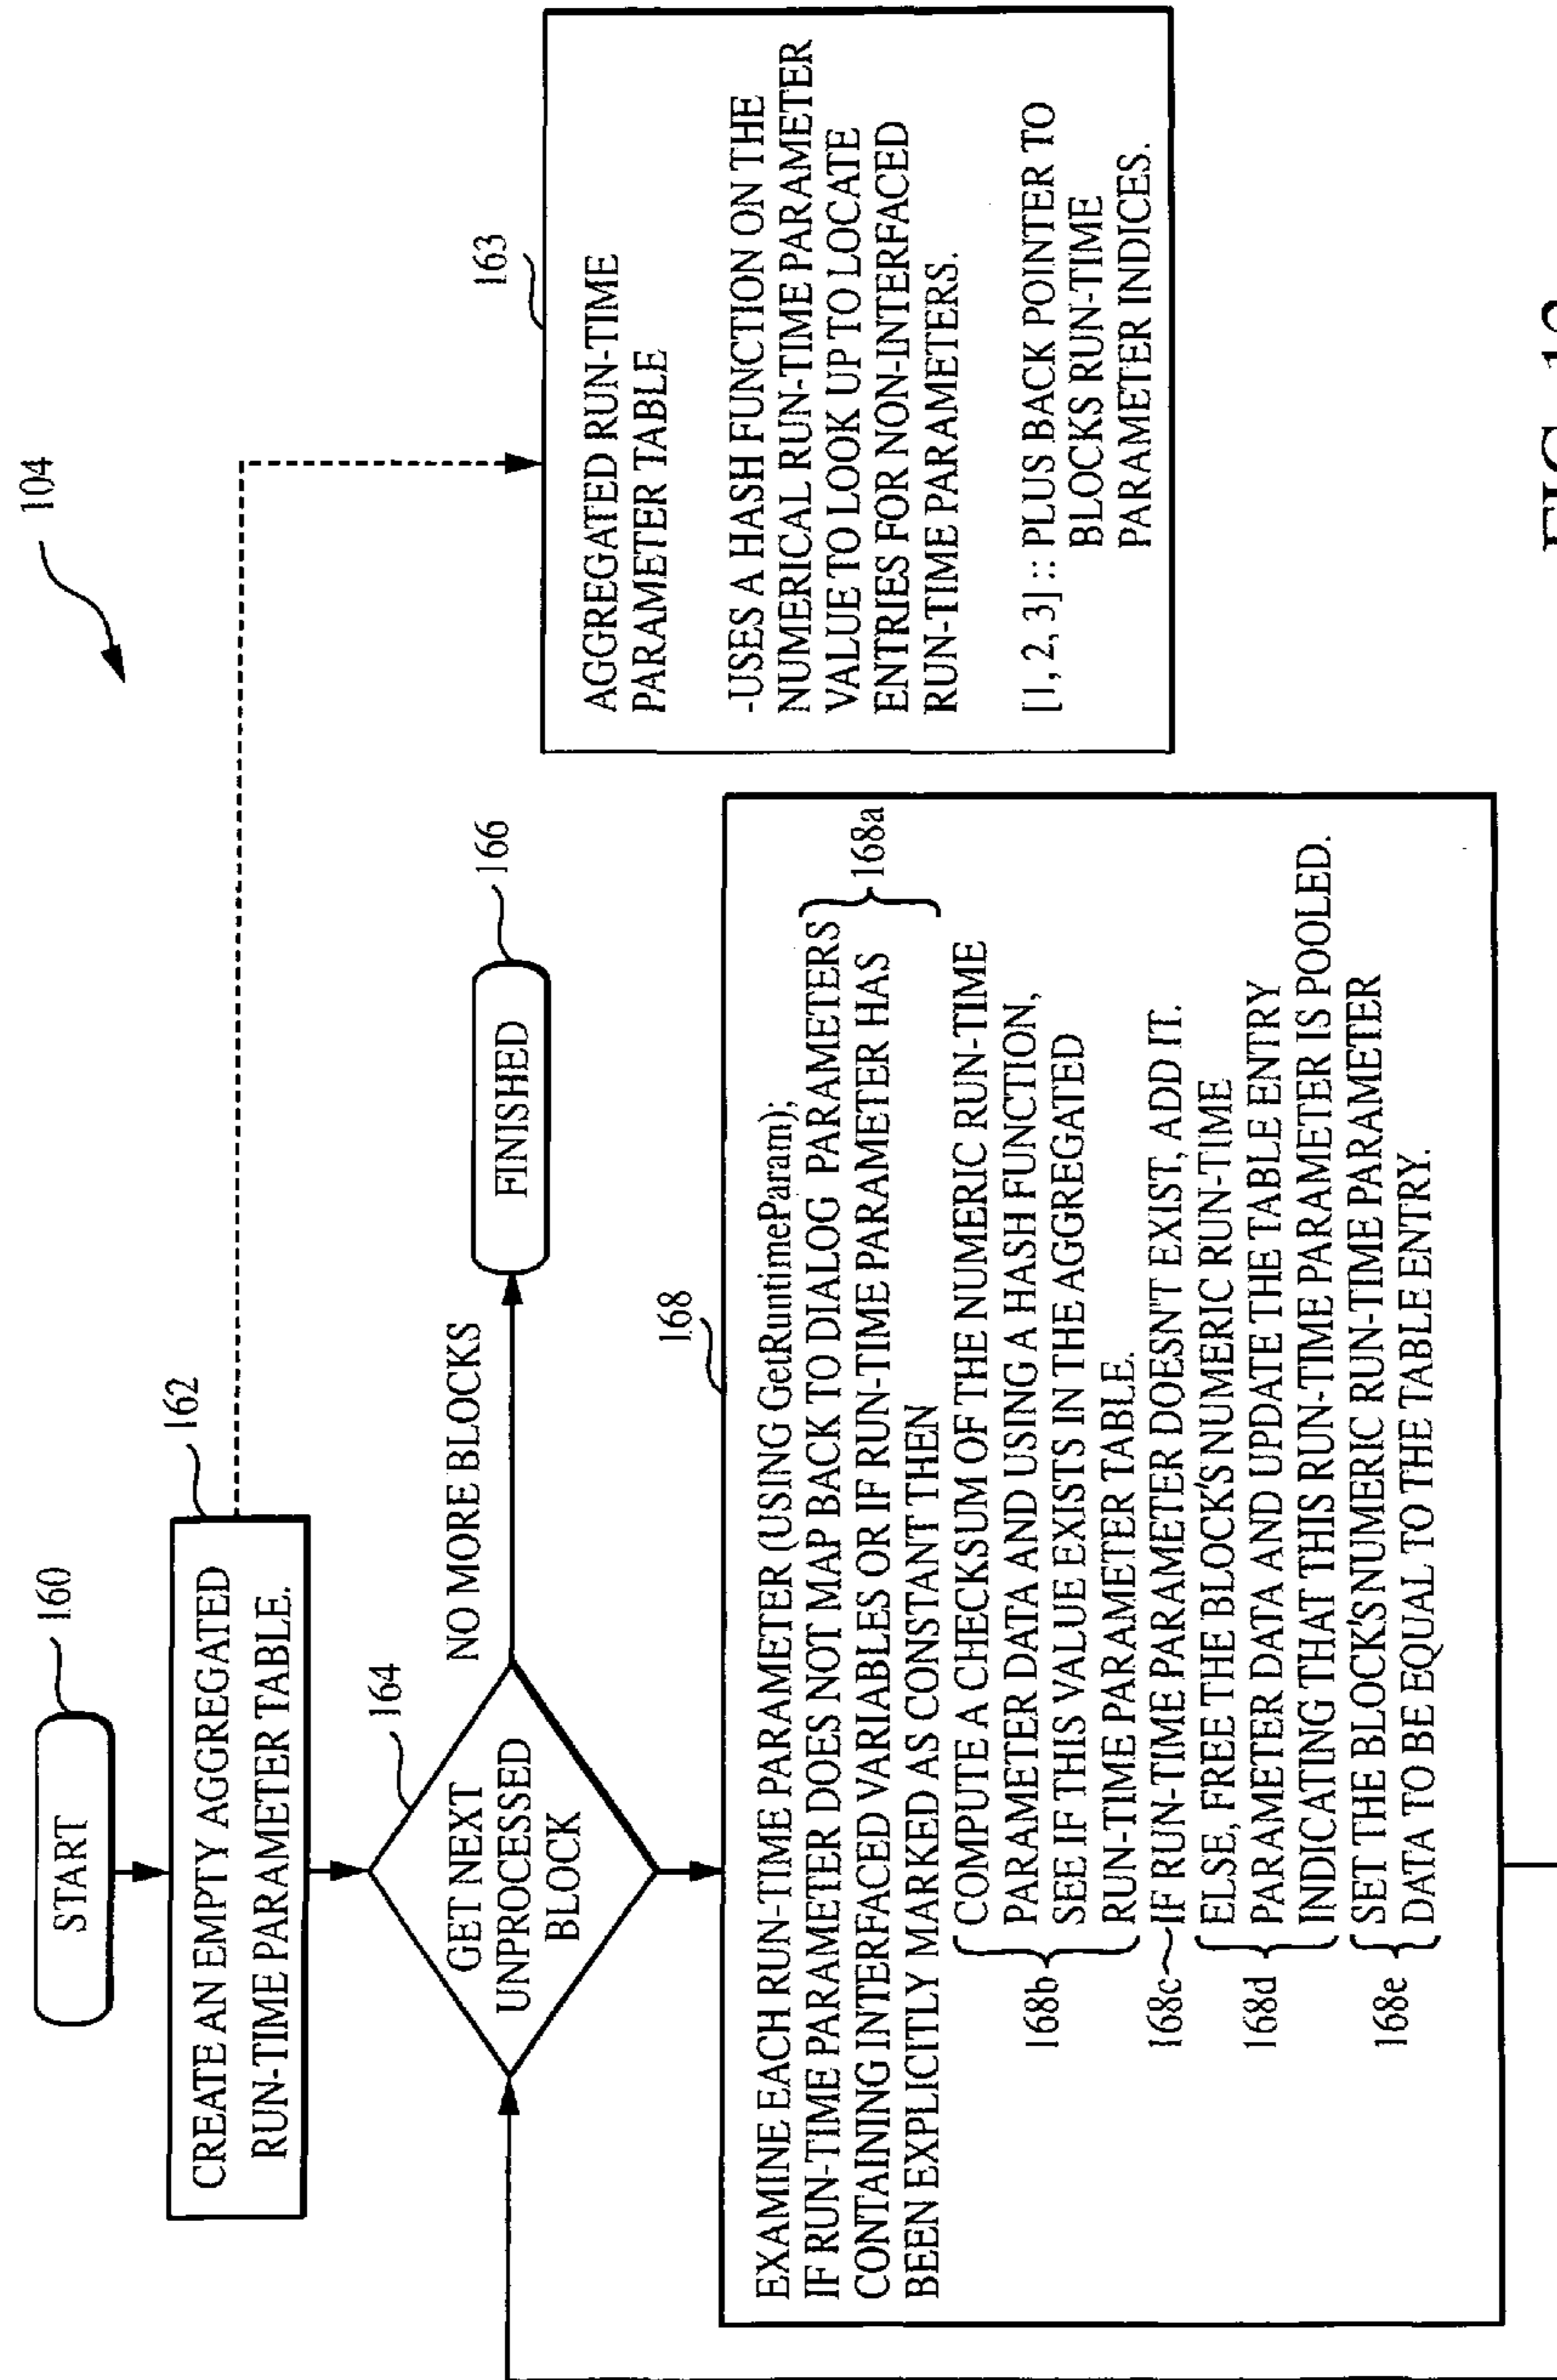 104
160
START
162
CREATE AN EMPTY AGGREGATED
RUN-TIME PARAMETER TABLE.
163
AGGREGATED RUN-TIME
PARAMETER TABLE
-USES A HASH FUNCTION ON THE
NUMERICAL RUN-TIME PARAMETER
VALUE TO LOOK UP TO LOCATE
ENTRIES FOR NON-INTERFACED
RUN-TIME PARAMETERS.
[1, 2, 3] :: PLUS BACK POINTER TO
BLOCKS RUN-TIME
PARAMETER INDICES.
164
GET NEXT
UNPROCESSED
BLOCK
NO MORE BLOCKS
166
FINISHED
168
EXAMINE EACH RUN-TIME PARAMETER (USING GetRuntimeParam);
IF RUN-TIME PARAMETER DOES NOT MAP BACK TO DIALOG PARAMETERS
CONTAINING INTERFACED VARIABLES OR IF RUN-TIME PARAMETER HAS
BEEN EXPLICITLY MARKED AS CONSTANT THEN
168a
COMPUTE A CHECKSUM OF THE NUMERIC RUN-TIME
PARAMETER DATA AND USING A HASH FUNCTION,
SEE IF THIS VALUE EXISTS IN THE AGGREGATED
RUN-TIME PARAMETER TABLE.
168b
168c IF RUN-TIME PARAMETER DOESN'T EXIST, ADD IT.
ELSE, FREE THE BLOCK'S NUMERIC RUN-TIME
PARAMETER DATA AND UPDATE THE TABLE ENTRY
INDICATING THAT THIS RUN-TIME PARAMETER IS POOLED.
168d
SET THE BLOCK'S NUMERIC RUN-TIME PARAMETER
DATA TO BE EQUAL TO THE TABLE ENTRY.
168e